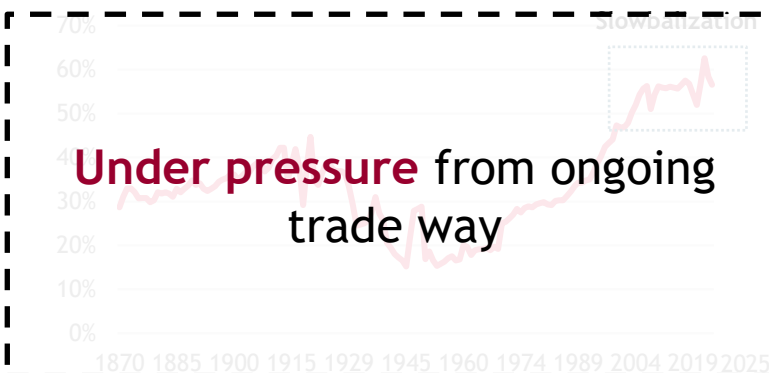 70%
Slowbalization
60%
50%
40%
Under pressure from ongoing
trade way
30%
20%
10%
0%
1870 1885 1900 1915 1929 1945 1960 1974 1989 2004 2019 2025